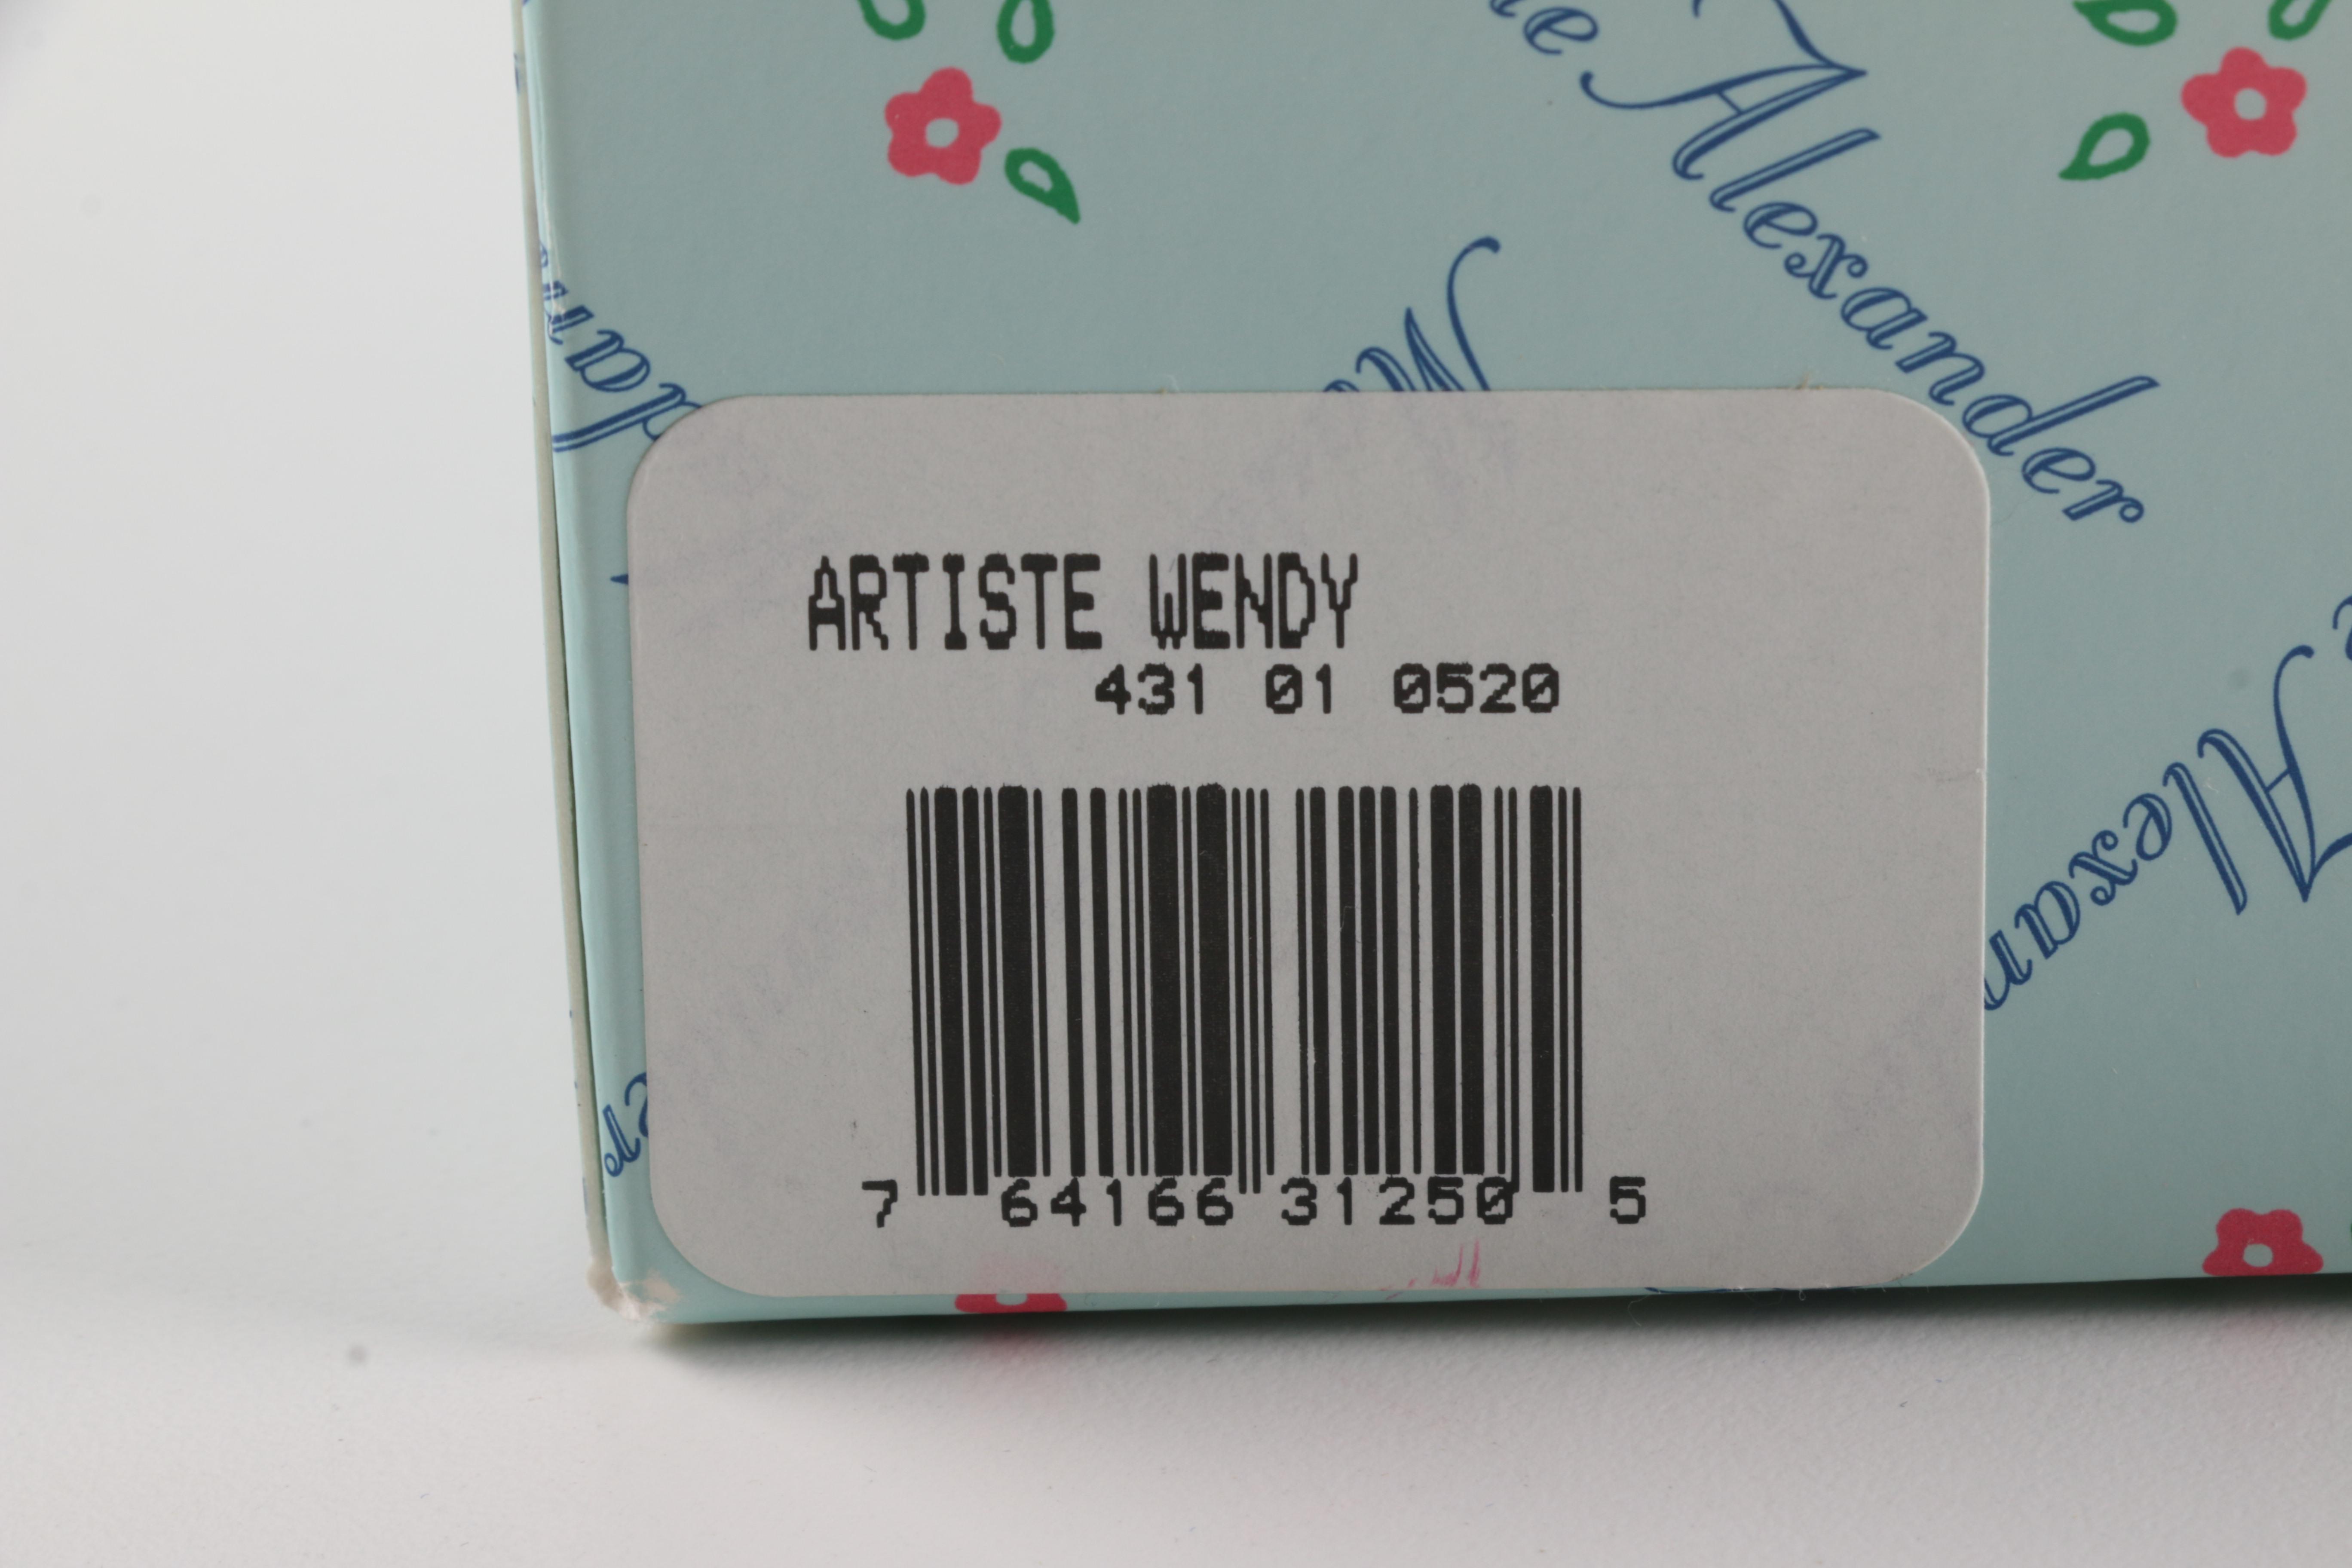 Alexander
ARTISTE WENDY
431 01 0520
7 64166 31250 5